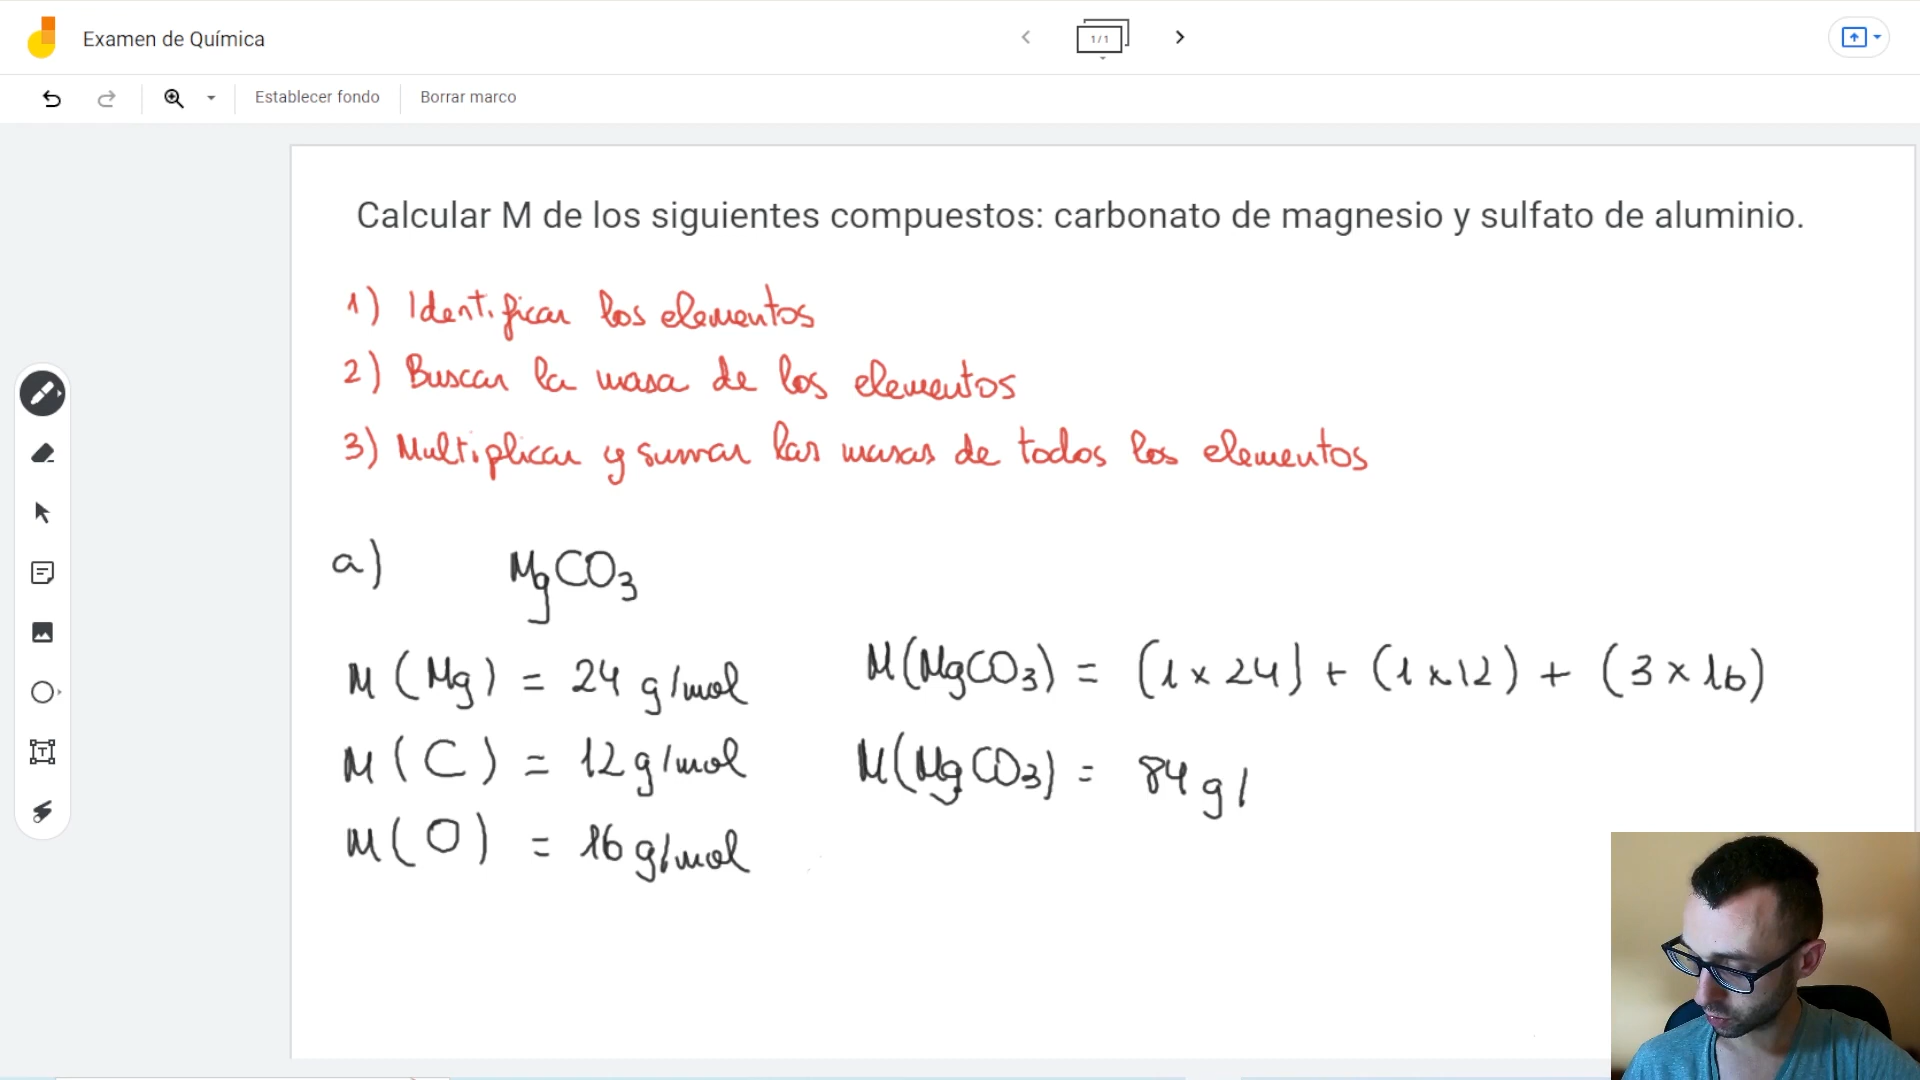 Examen de Química
1/1
Establecer fondo
Borrar marco
Calcular M de los siguientes compuestos: carbonato de magnesio y sulfato de aluminio.
1) Identificar los elementos
2) Buscar la masa de los elementos
3) Multiplicar y sumar las masas de todos los elementos
a) MgCO3
M(Mg) = 24 g/mol
M(C) = 12 g/mol
M(O) = 16 g/mol
M(MgCO3) = (1 x 24) + (1 x 12) + (3 x 16)
M(MgCO3) = 84 g/